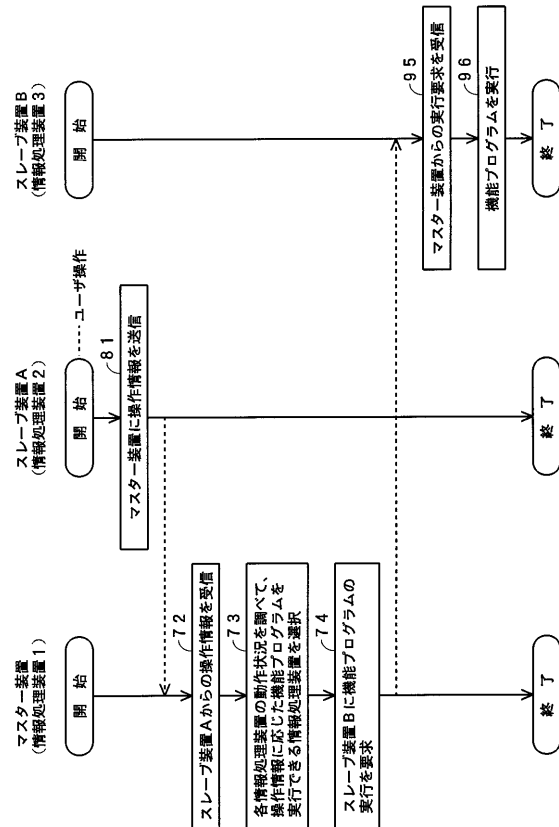 マスター装置
(情報処理装置1)
開 始
72
スレーブ装置Aからの操作情報を受信
73
各情報処理装置の動作状況を調べて、
操作情報に応じた機能プログラムを
実行できる情報処理装置を選択
74
スレーブ装置Bに機能プログラムの
実行を要求
終 了
スレーブ装置A
(情報処理装置2)
開 始
ユーザ操作
81
マスター装置に操作情報を送信
終 了
スレーブ装置B
(情報処理装置3)
開 始
95
マスター装置からの実行要求を受信
96
機能プログラムを実行
終 了